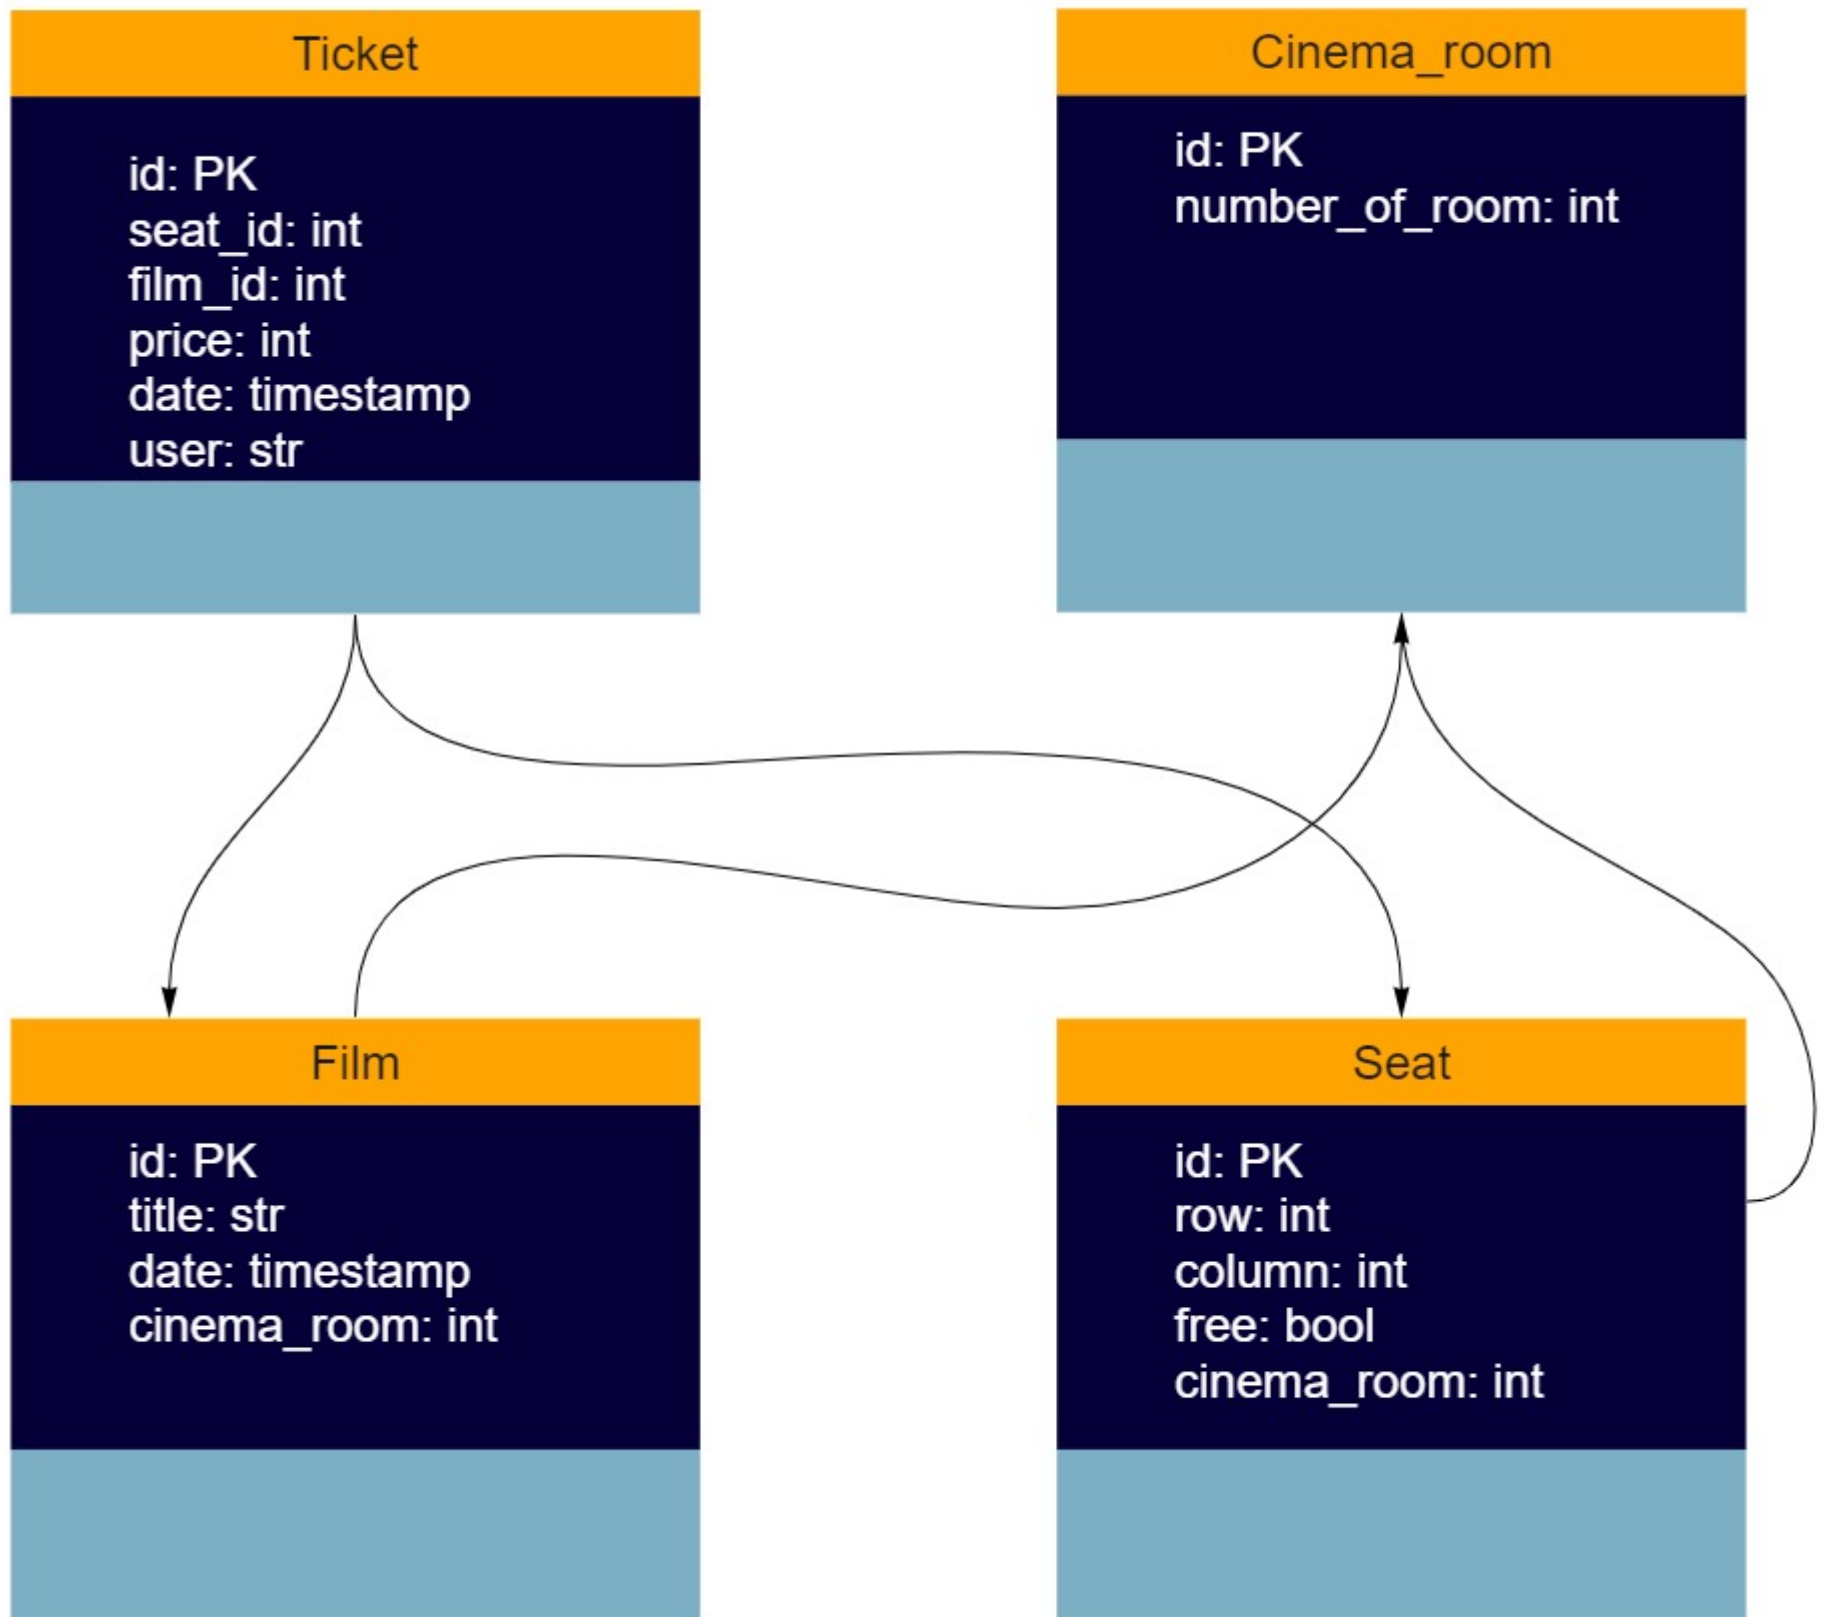 Ticket
id: PK
seat_id: int
film_id: int
price: int
date: timestamp
user: str
Cinema_room
id: PK
number_of_room: int
Film
id: PK
title: str
date: timestamp
cinema_room: int
Seat
id: PK
row: int
column: int
free: bool
cinema_room: int